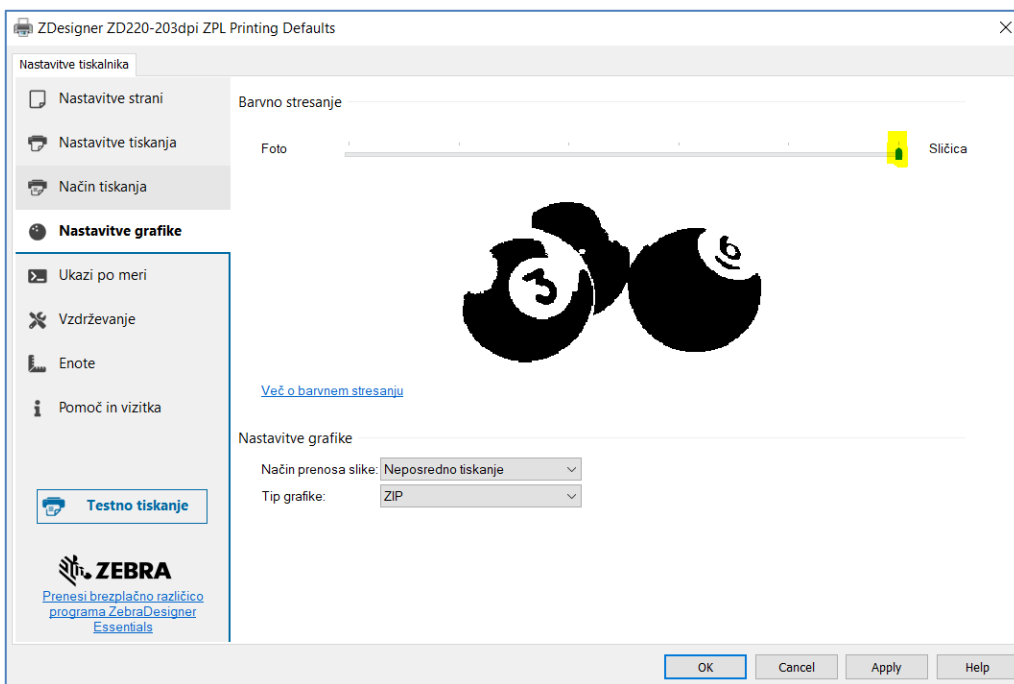 ZDesigner ZD220-203dpi ZPL Printing Defaults
Nastavitve tiskalnika
Nastavitve strani
Nastavitve tiskanja
Način tiskanja
Nastavitve grafike
Ukazi po meri
Vzdrževanje
Enote
Pomoč in vizitka
Testno tiskanje
ZEBRA
Prenesi brezplačno različico
programa ZebraDesigner
Essentials
Barvno stresanje
Foto
Sličica
3
6
Več o barvnem stresanju
Nastavitve grafike
Način prenosa slike: Neposredno tiskanje
Tip grafike: ZIP
OK Cancel Apply Help